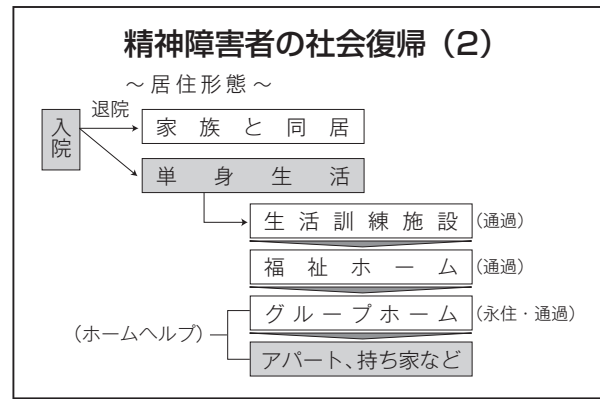 精神障害者の社会復帰（2）
～居住形態～
入院
退院
家族と同居
単身生活
生活訓練施設(通過)
福祉ホーム(通過)
グループホーム(永住・通過)
(ホームヘルプ)
アパート、持ち家など